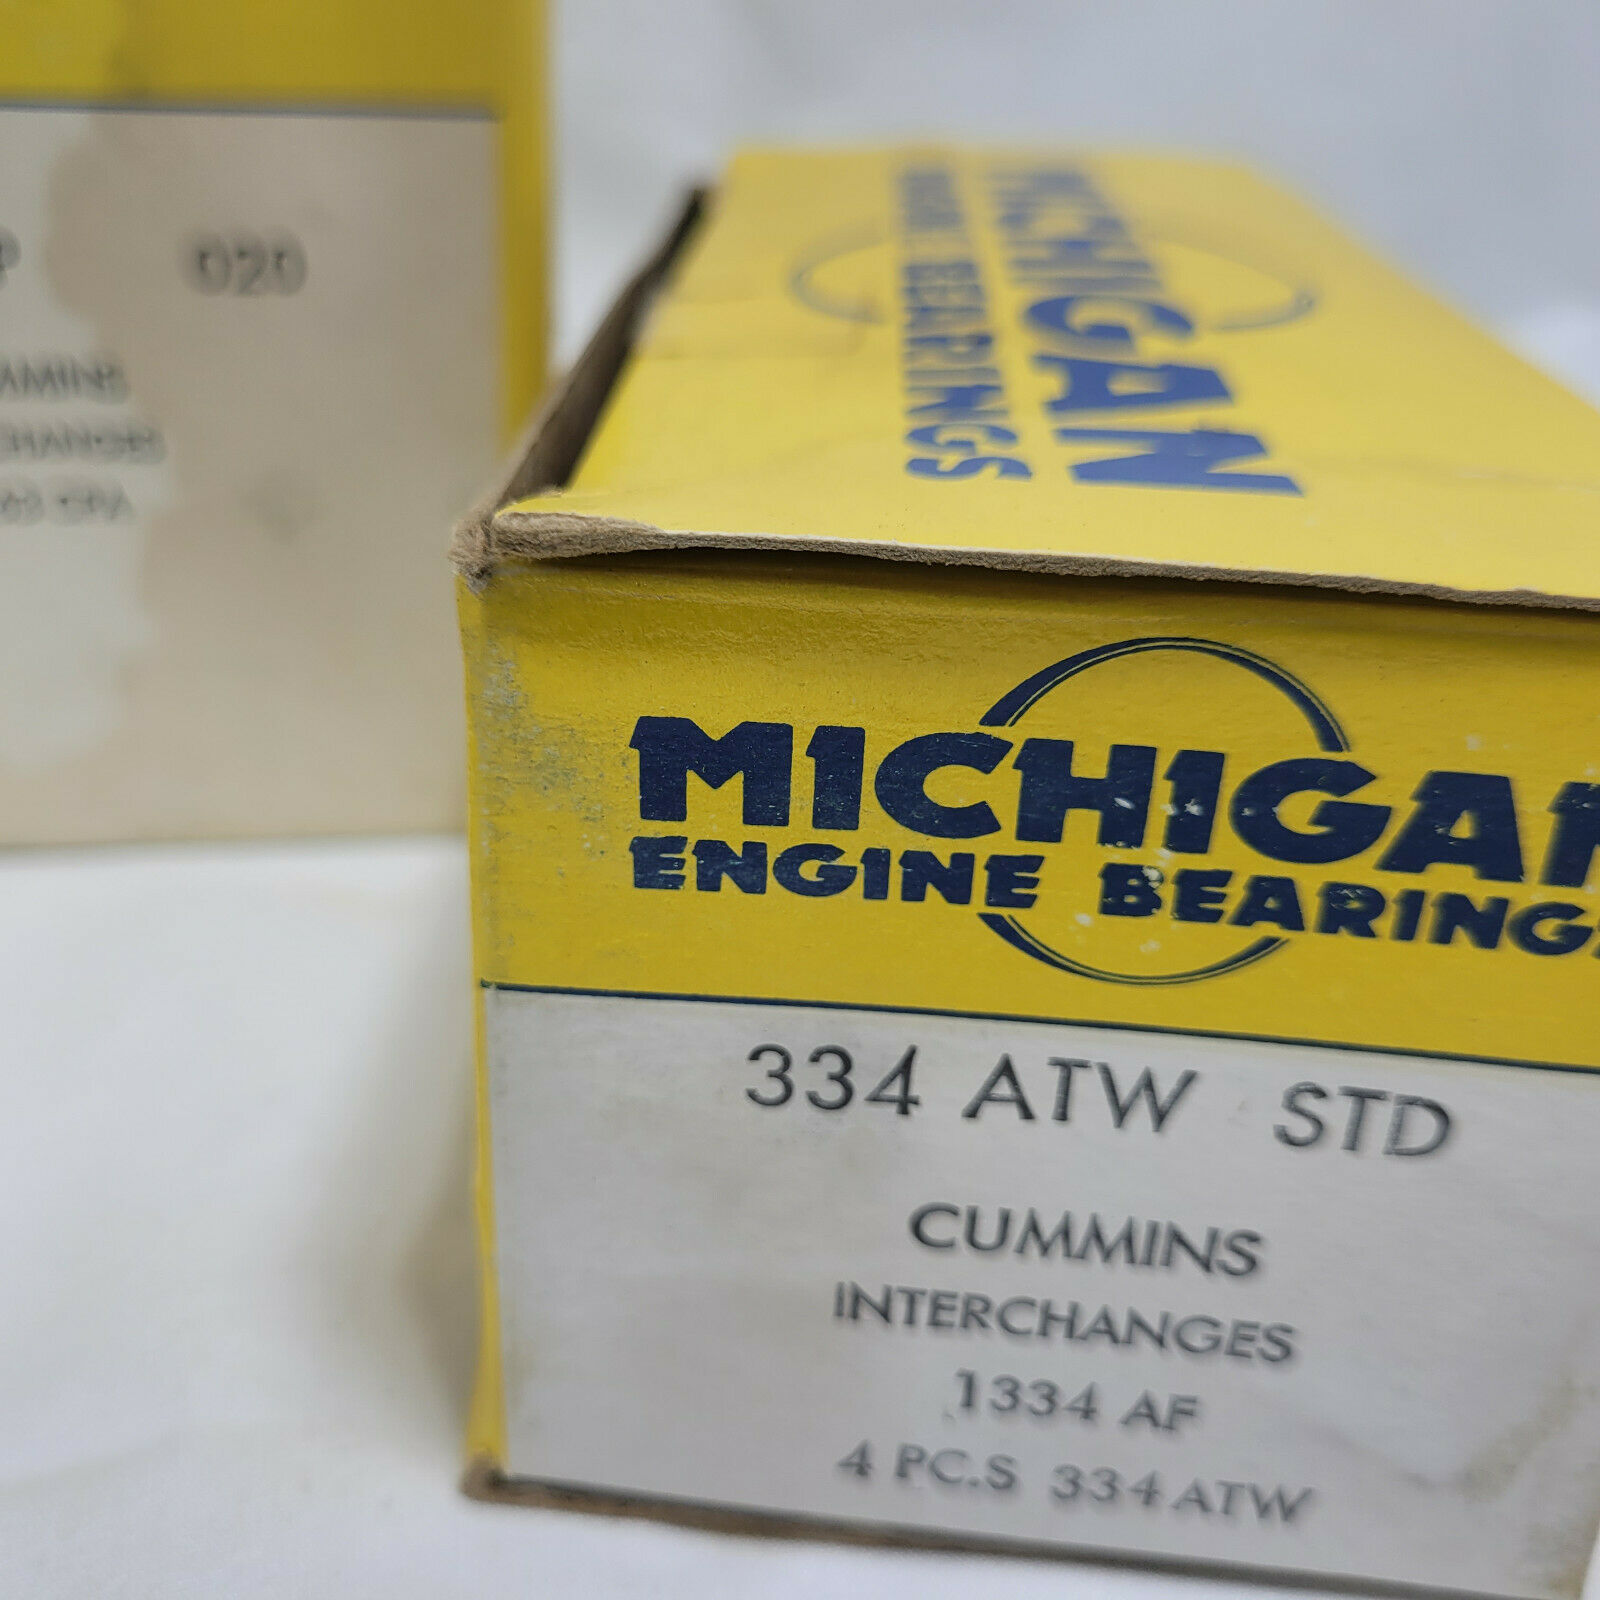 020
MICHIGAN
ENGINE BEARINGS
MICHIGAN
ENGINE BEARINGS
334 ATW STD
CUMMINS
INTERCHANGES
1334 AF
4 PC.S 334 ATW